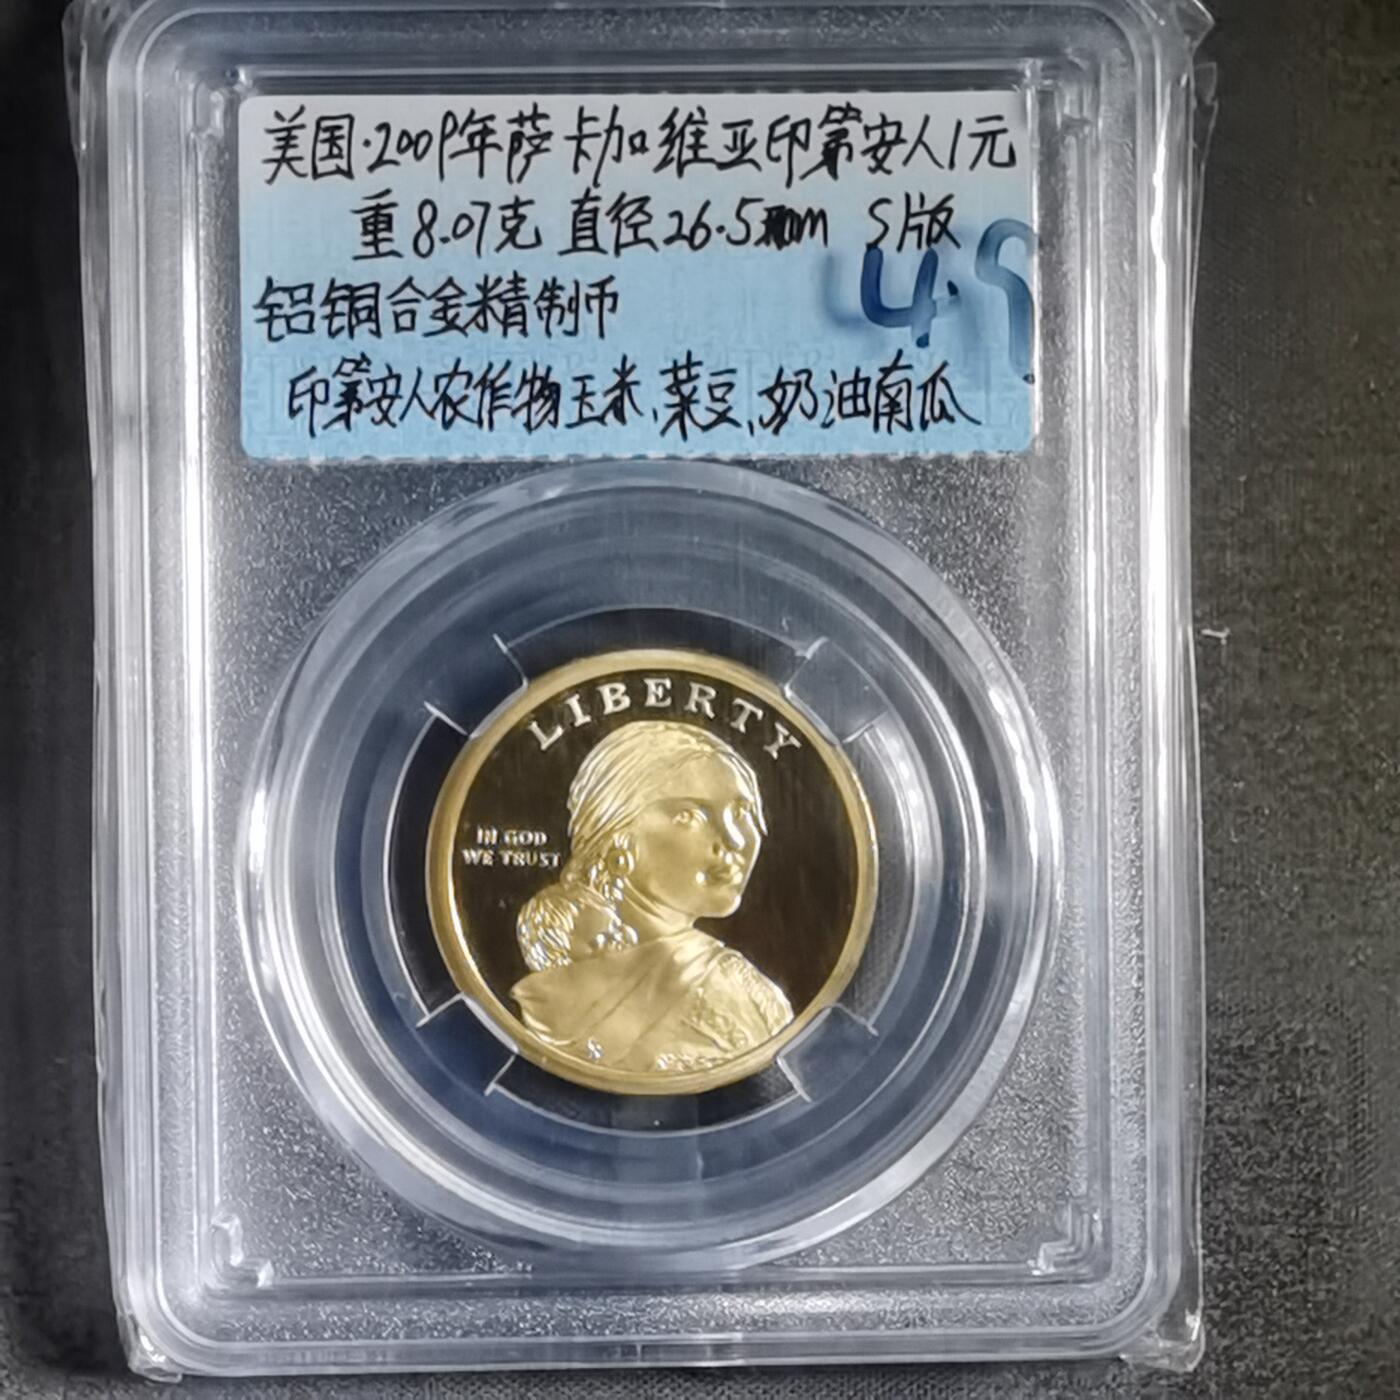 美国·2009年萨卡加维亚印第安人1元
重8.07克 直径26.5mm S版
4.9
铝铜合金精制币
印第安人农作物玉米、菜豆、奶油南瓜
LIBERTY
IN GOD
WE TRUST
S